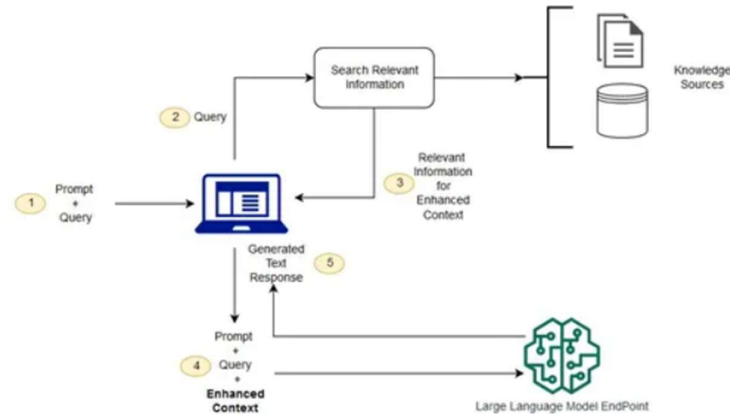 Search Relevant
Information
Knowledge
Sources
2
Query
1
Prompt
+
Query
3
Relevant
Information
for
Enhanced
Context
Generated
Text
Response
5
4
Prompt
+
Query
+
Enhanced
Context
Large Language Model EndPoint